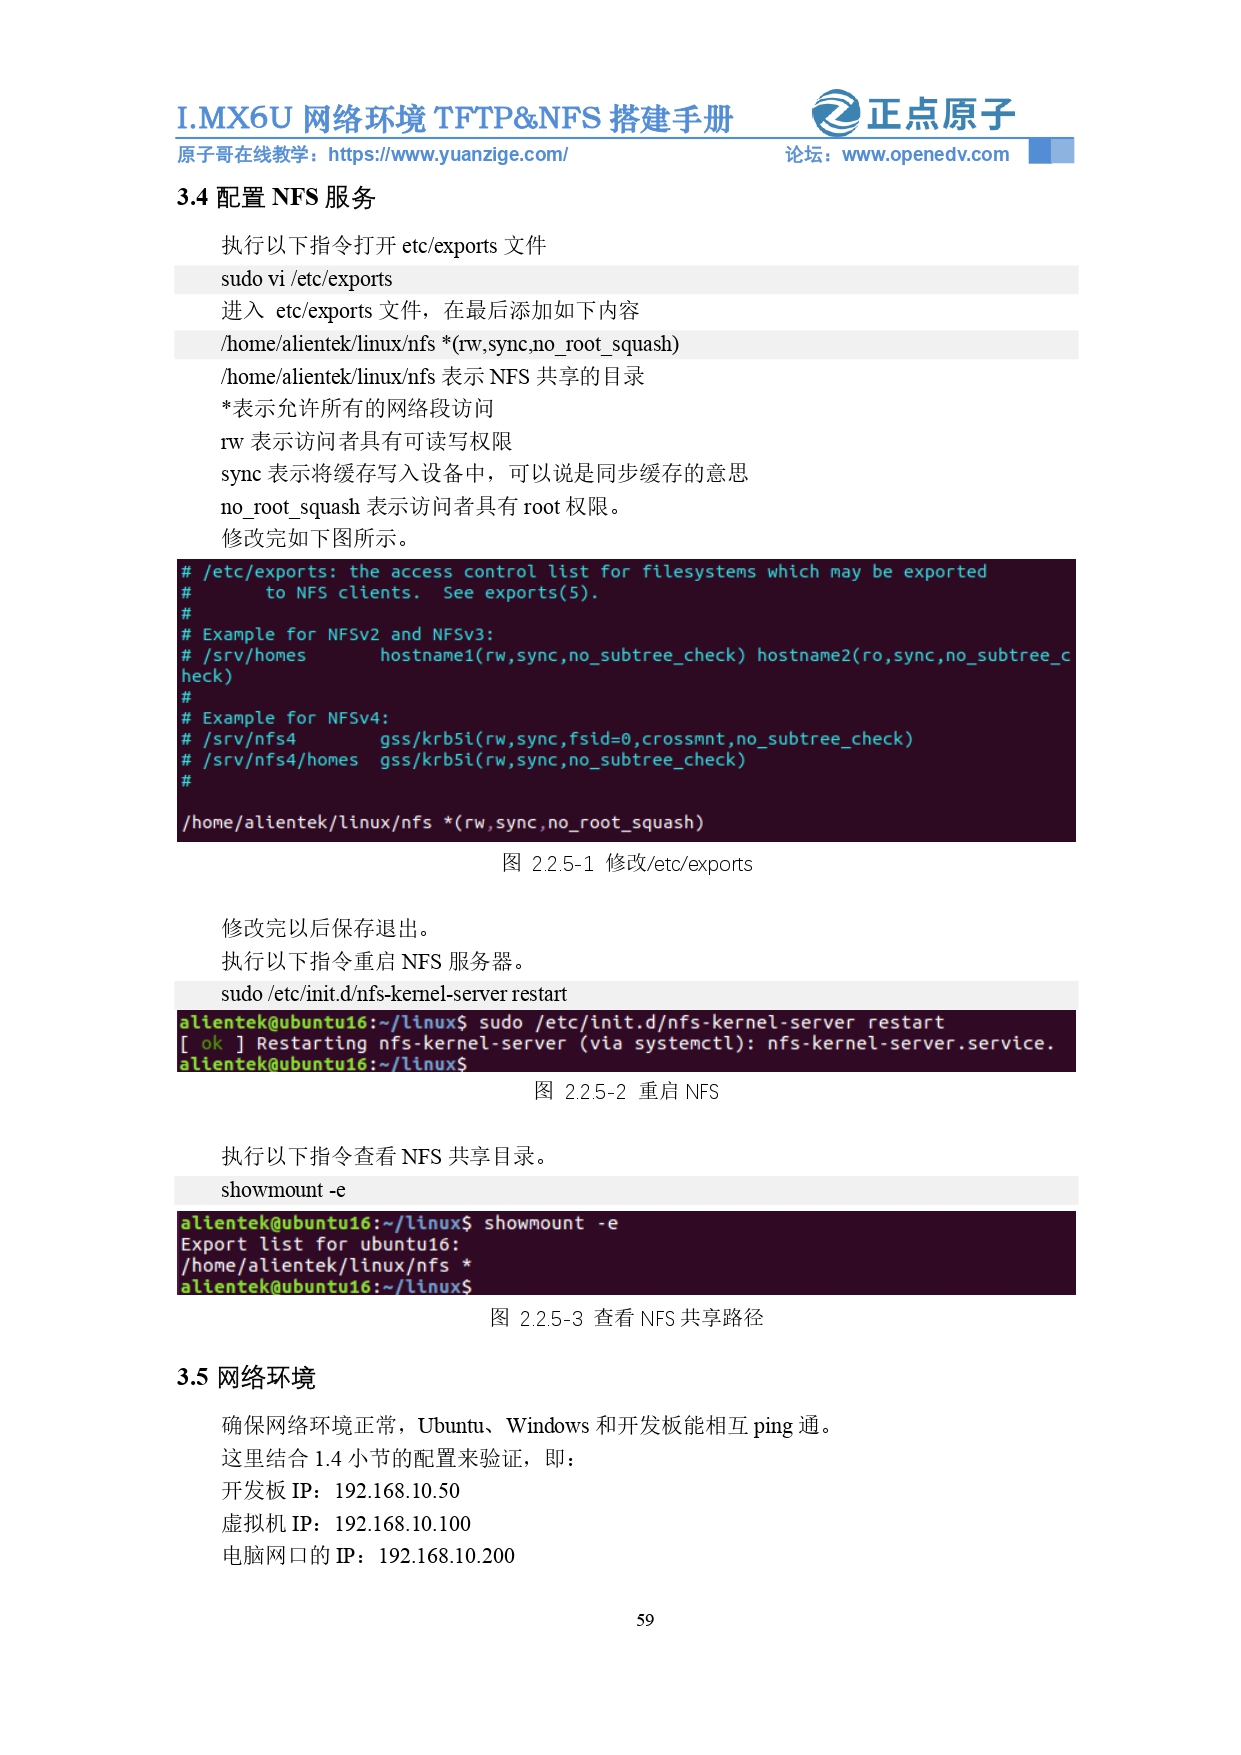 I.MX6U 网络环境 TFTP&NFS 搭建手册
正点原子
原子哥在线教学：https://www.yuanzige.com/
论坛：www.openedv.com
3.4 配置 NFS 服务
执行以下指令打开 etc/exports 文件
sudo vi /etc/exports
进入 etc/exports 文件，在最后添加如下内容
/home/alientek/linux/nfs *(rw,sync,no_root_squash)
/home/alientek/linux/nfs 表示 NFS 共享的目录
*表示允许所有的网络段访问
rw 表示访问者具有可读写权限
sync 表示将缓存写入设备中，可以说是同步缓存的意思
no_root_squash 表示访问者具有 root 权限。
修改完如下图所示。
# /etc/exports: the access control list for filesystems which may be exported
#       to NFS clients.  See exports(5).
#
# Example for NFSv2 and NFSv3:
# /srv/homes       hostname1(rw,sync,no_subtree_check) hostname2(ro,sync,no_subtree_c
heck)
#
# Example for NFSv4:
# /srv/nfs4        gss/krb5i(rw,sync,fsid=0,crossmnt,no_subtree_check)
# /srv/nfs4/homes  gss/krb5i(rw,sync,no_subtree_check)
#
/home/alientek/linux/nfs *(rw,sync,no_root_squash)
图 2.2.5-1 修改/etc/exports
修改完以后保存退出。
执行以下指令重启 NFS 服务器。
sudo /etc/init.d/nfs-kernel-server restart
alientek@ubuntu16:~/linux$ sudo /etc/init.d/nfs-kernel-server restart
[ ok ] Restarting nfs-kernel-server (via systemctl): nfs-kernel-server.service.
alientek@ubuntu16:~/linux$
图 2.2.5-2 重启 NFS
执行以下指令查看 NFS 共享目录。
showmount -e
alientek@ubuntu16:~/linux$ showmount -e
Export list for ubuntu16:
/home/alientek/linux/nfs *
alientek@ubuntu16:~/linux$
图 2.2.5-3 查看 NFS 共享路径
3.5 网络环境
确保网络环境正常，Ubuntu、Windows 和开发板能相互 ping 通。
这里结合 1.4 小节的配置来验证，即：
开发板 IP：192.168.10.50
虚拟机 IP：192.168.10.100
电脑网口的 IP：192.168.10.200
59